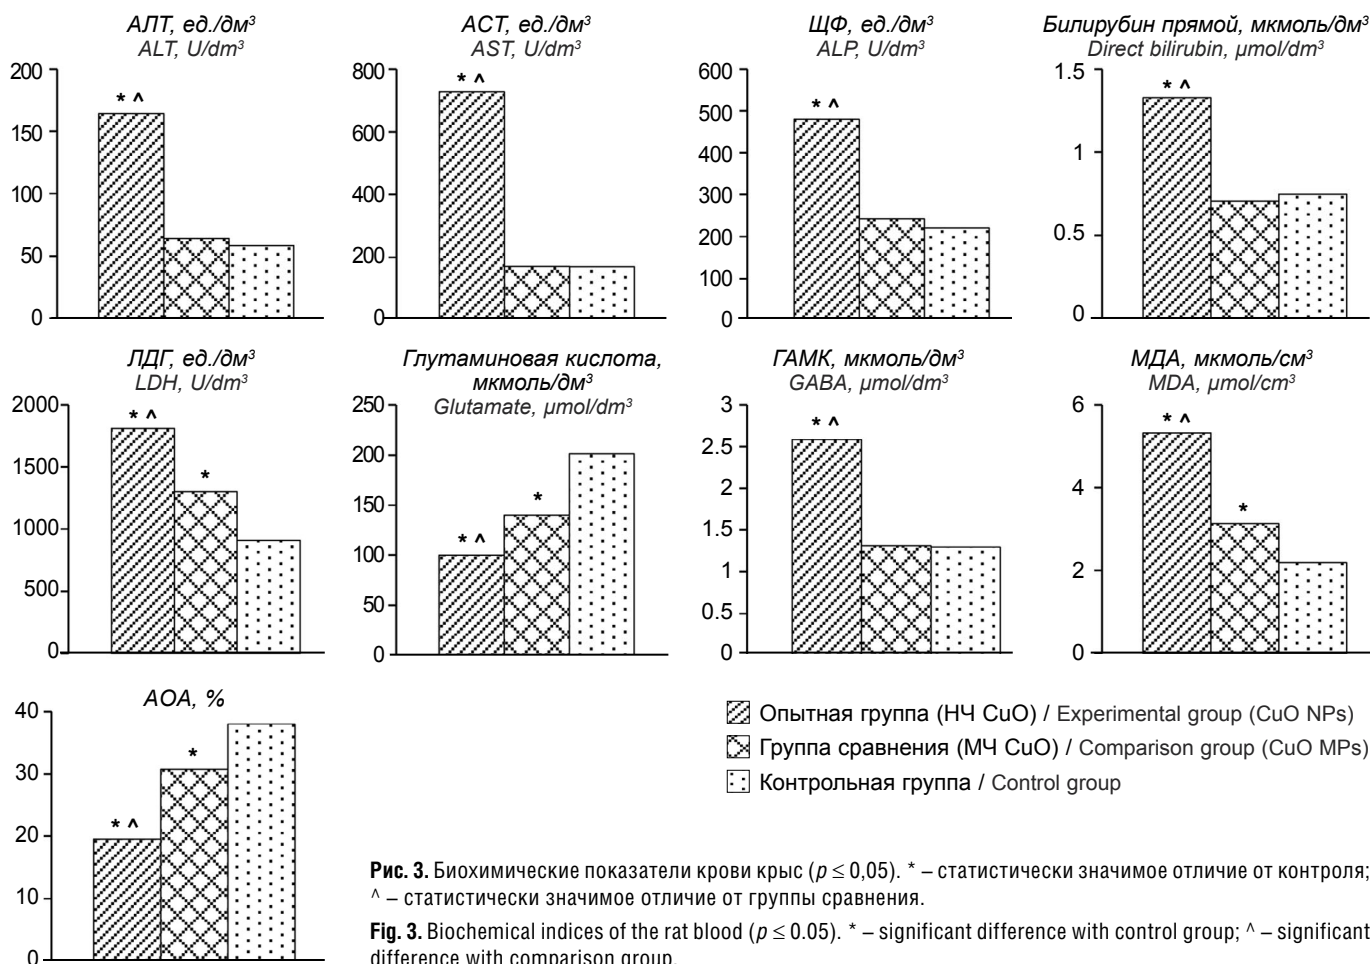 АЛТ, ед./дм³
ALT, U/dm³
200
150
100
50
0
* ^
АСТ, ед./дм³
AST, U/dm³
800
600
400
200
0
* ^
ЩФ, ед./дм³
ALP, U/dm³
600
500
400
300
200
100
0
* ^
Билирубин прямой, мкмоль/дм³
Direct bilirubin, µmol/dm³
1.5
1
0.5
0
* ^
ЛДГ, ед./дм³
LDH, U/dm³
2000
1500
1000
500
0
* ^
*
Глутаминовая кислота,
мкмоль/дм³
Glutamate, µmol/dm³
250
200
150
100
50
0
* ^
*
ГАМК, мкмоль/дм³
GABA, µmol/dm³
3
2.5
2
1.5
1
0.5
0
* ^
МДА, мкмоль/см³
MDA, µmol/cm³
6
4
2
0
* ^
*
АОА, %
40
30
20
10
0
* ^
*
Опытная группа (НЧ CuO) / Experimental group (CuO NPs)
Группа сравнения (МЧ CuO) / Comparison group (CuO MPs)
Контрольная группа / Control group
Рис. 3. Биохимические показатели крови крыс (p ≤ 0,05). * – статистически значимое отличие от контроля;
^ – статистически значимое отличие от группы сравнения.
Fig. 3. Biochemical indices of the rat blood (p ≤ 0.05). * – significant difference with control group; ^ – significant
difference with comparison group.